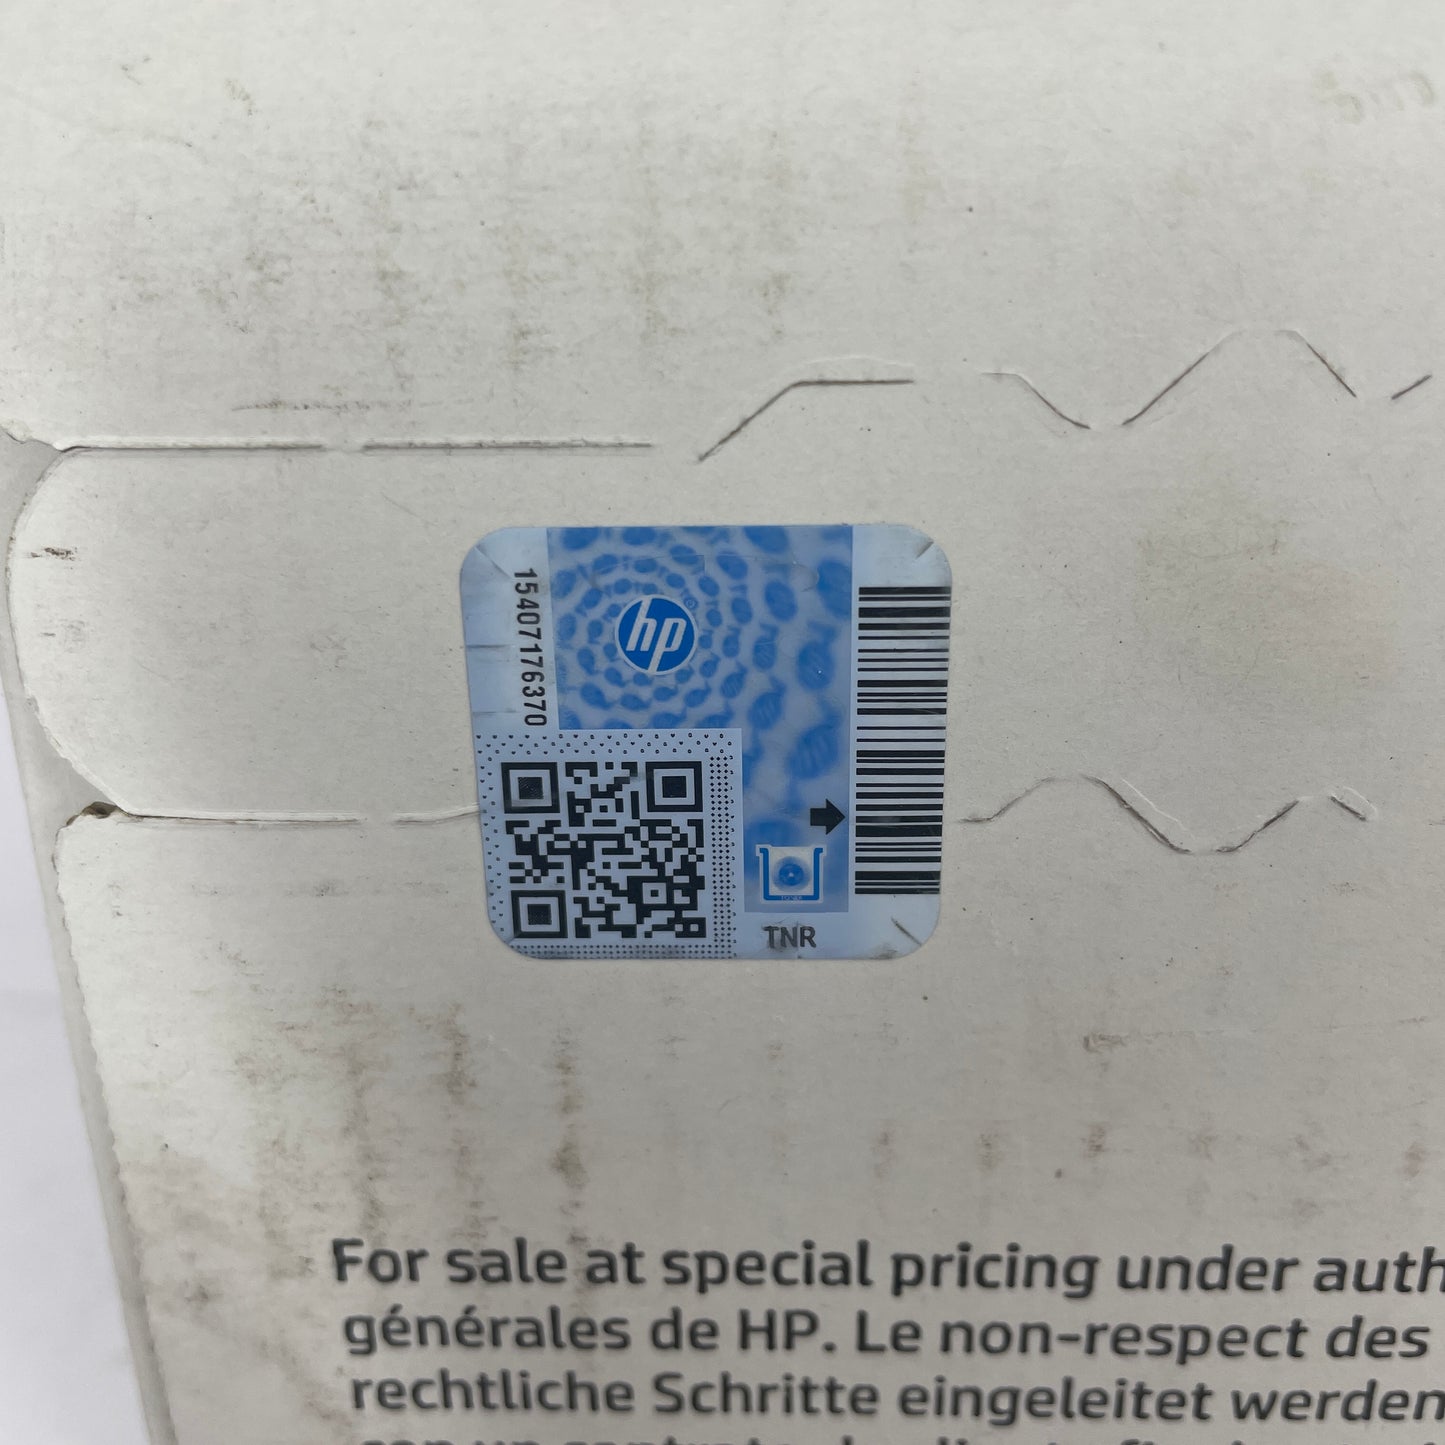 15407176370
hp
TNR
For sale at special pricing under
générales de HP. Le non-respect des
rechtliche Schritte eingeleitet werden